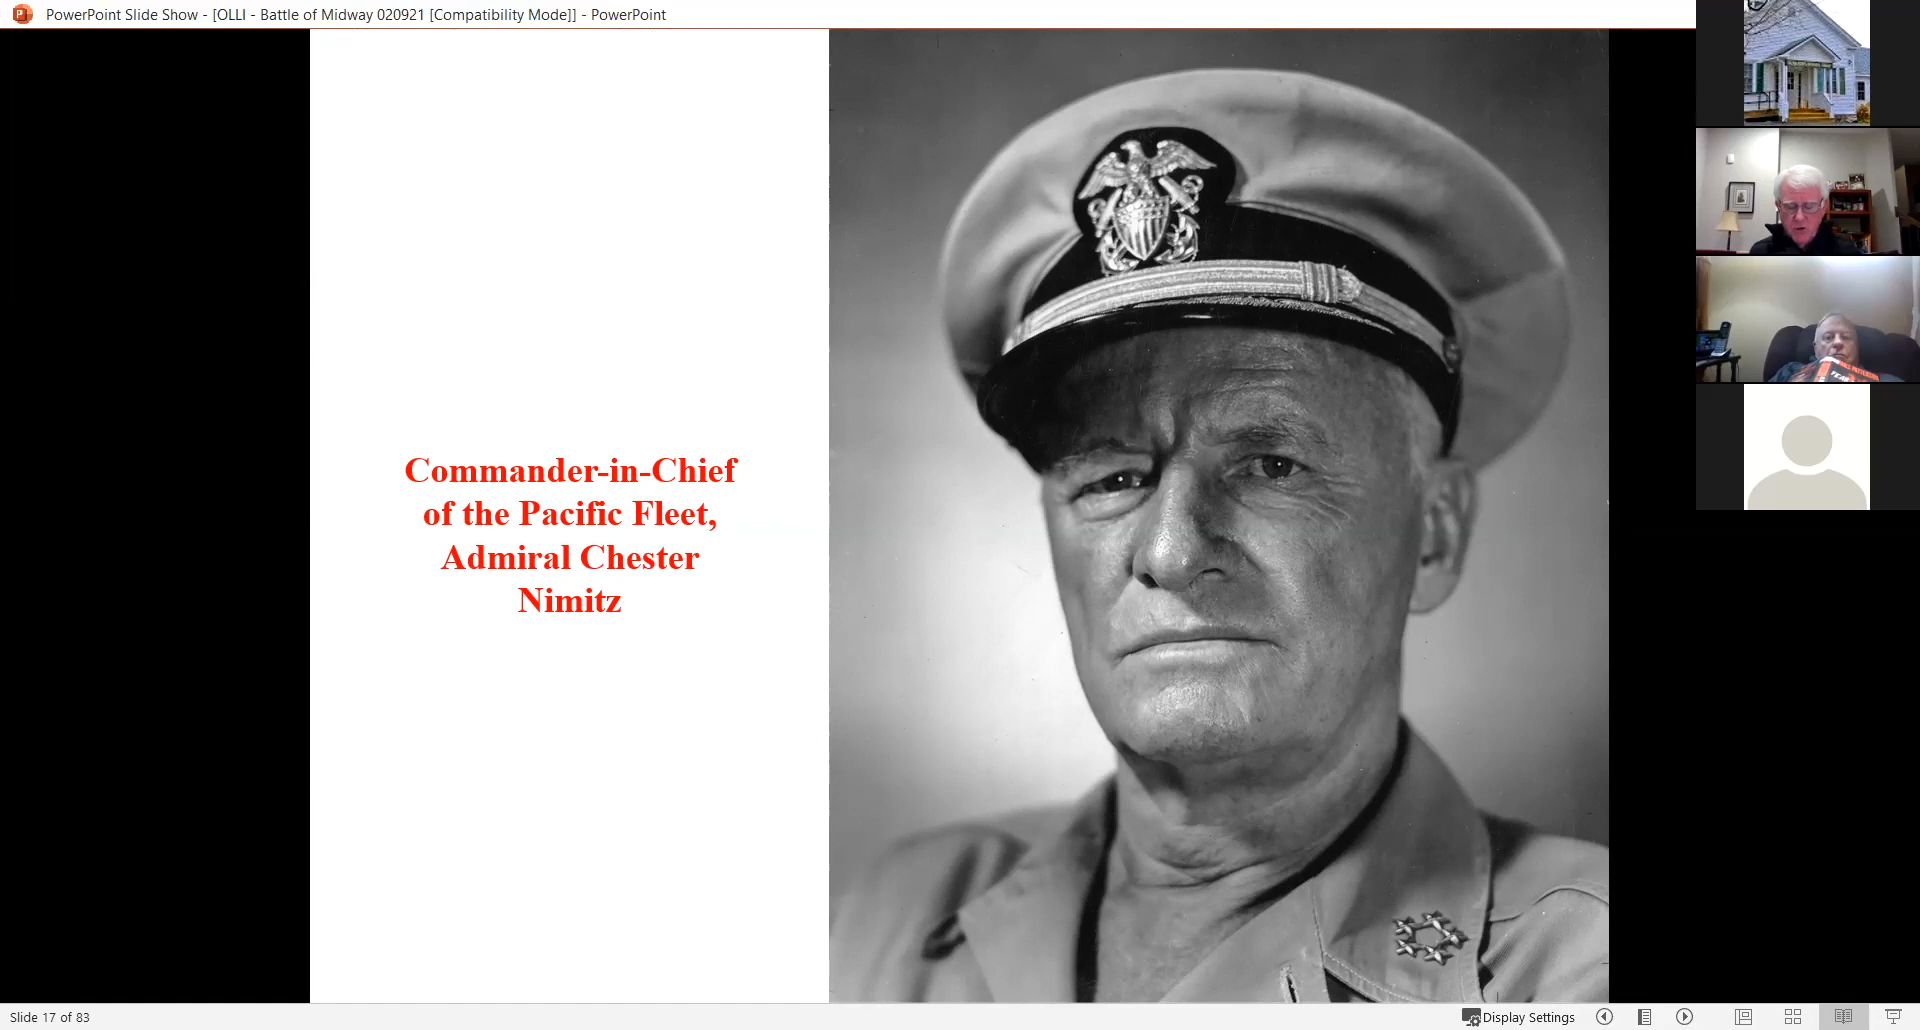 PowerPoint Slide Show - [OLLI - Battle of Midway 020921 [Compatibility Mode]] - PowerPoint
Commander-in-Chief
of the Pacific Fleet,
Admiral Chester
Nimitz
Slide 17 of 83
Display Settings